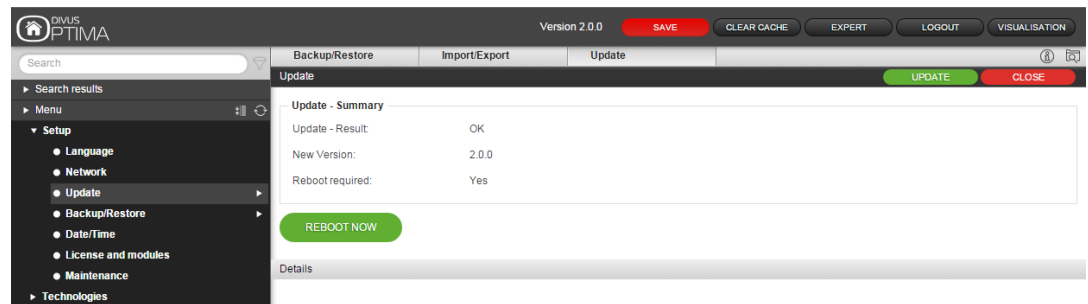 DIVUS
OPTIMA
Version 2.0.0 SAVE CLEAR CACHE EXPERT LOGOUT VISUALISATION
Search
Backup/Restore Import/Export Update
Update UPDATE CLOSE
Search results
Menu
Setup
Language
Network
Update
Backup/Restore
Date/Time
License and modules
Maintenance
Technologies
Update - Summary
Update - Result: OK
New Version: 2.0.0
Reboot required: Yes
REBOOT NOW
Details